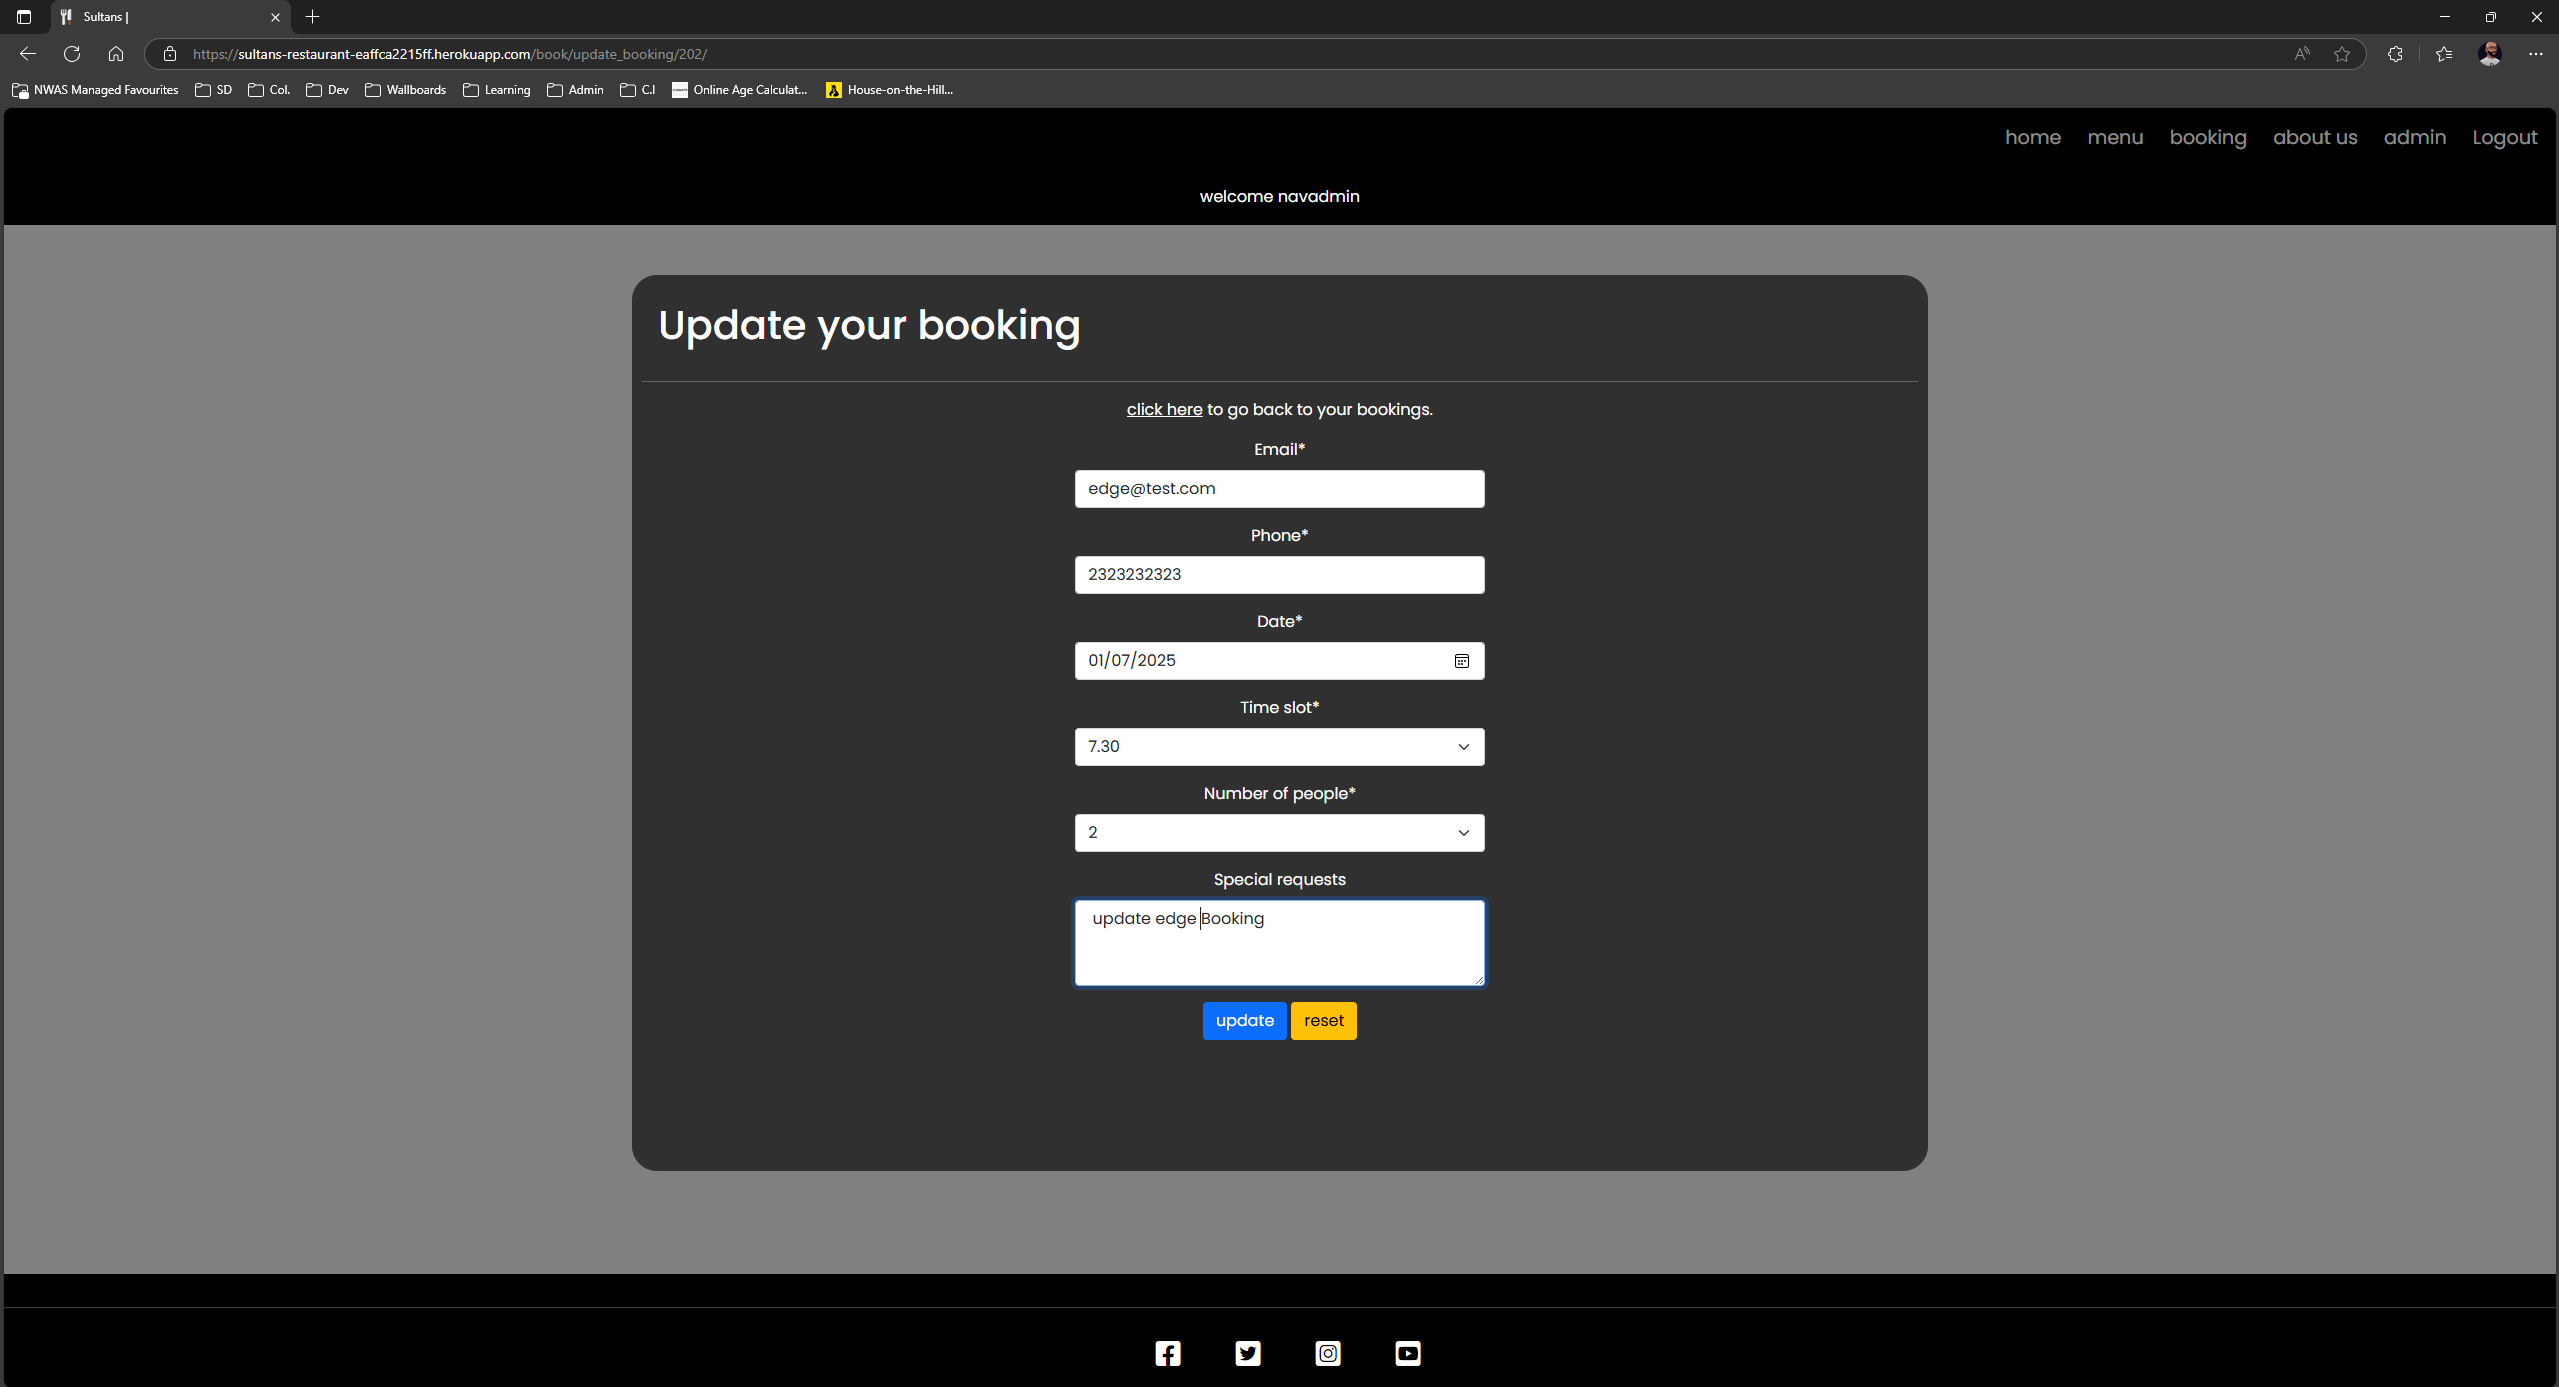 Sultans |
https://sultans-restaurant-eaffca2215ff.herokuapp.com/book/update_booking/202/
NWAS Managed Favourites SD Col. Dev Wallboards Learning Admin C.I Online Age Calculat... House-on-the-Hill...
home menu booking about us admin Logout
welcome navadmin
Update your booking
click here to go back to your bookings.
Email*
edge@test.com
Phone*
2323232323
Date*
01/07/2025
Time slot*
7.30
Number of people*
2
Special requests
update edge Booking
update reset